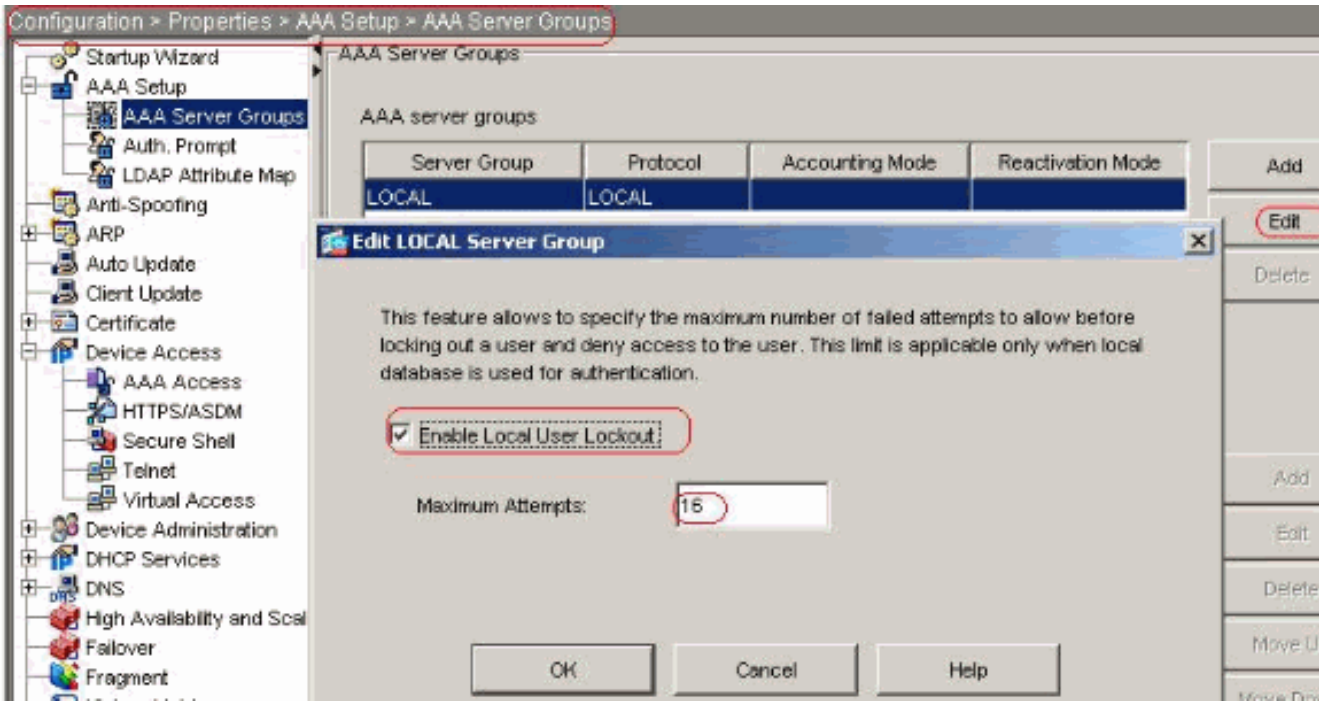 Configuration > Properties > AAA Setup > AAA Server Groups
Startup Wizard
AAA Setup
AAA Server Groups
Auth. Prompt
LDAP Attribute Map
Anti-Spoofing
ARP
Auto Update
Client Update
Certificate
Device Access
AAA Access
HTTPS/ASDM
Secure Shell
Telnet
Virtual Access
Device Administration
DHCP Services
DNS
High Availability and Scal
Failover
Fragment
AAA Server Groups
AAA server groups
Server Group Protocol Accounting Mode Reactivation Mode
LOCAL LOCAL
Add
Edit
Delete
Edit LOCAL Server Group
This feature allows to specify the maximum number of failed attempts to allow before
locking out a user and deny access to the user. This limit is applicable only when local
database is used for authentication.
Enable Local User Lockout
Maximum Attempts: 16
OK Cancel Help
Add
Edit
Delete
Move U
Move Do